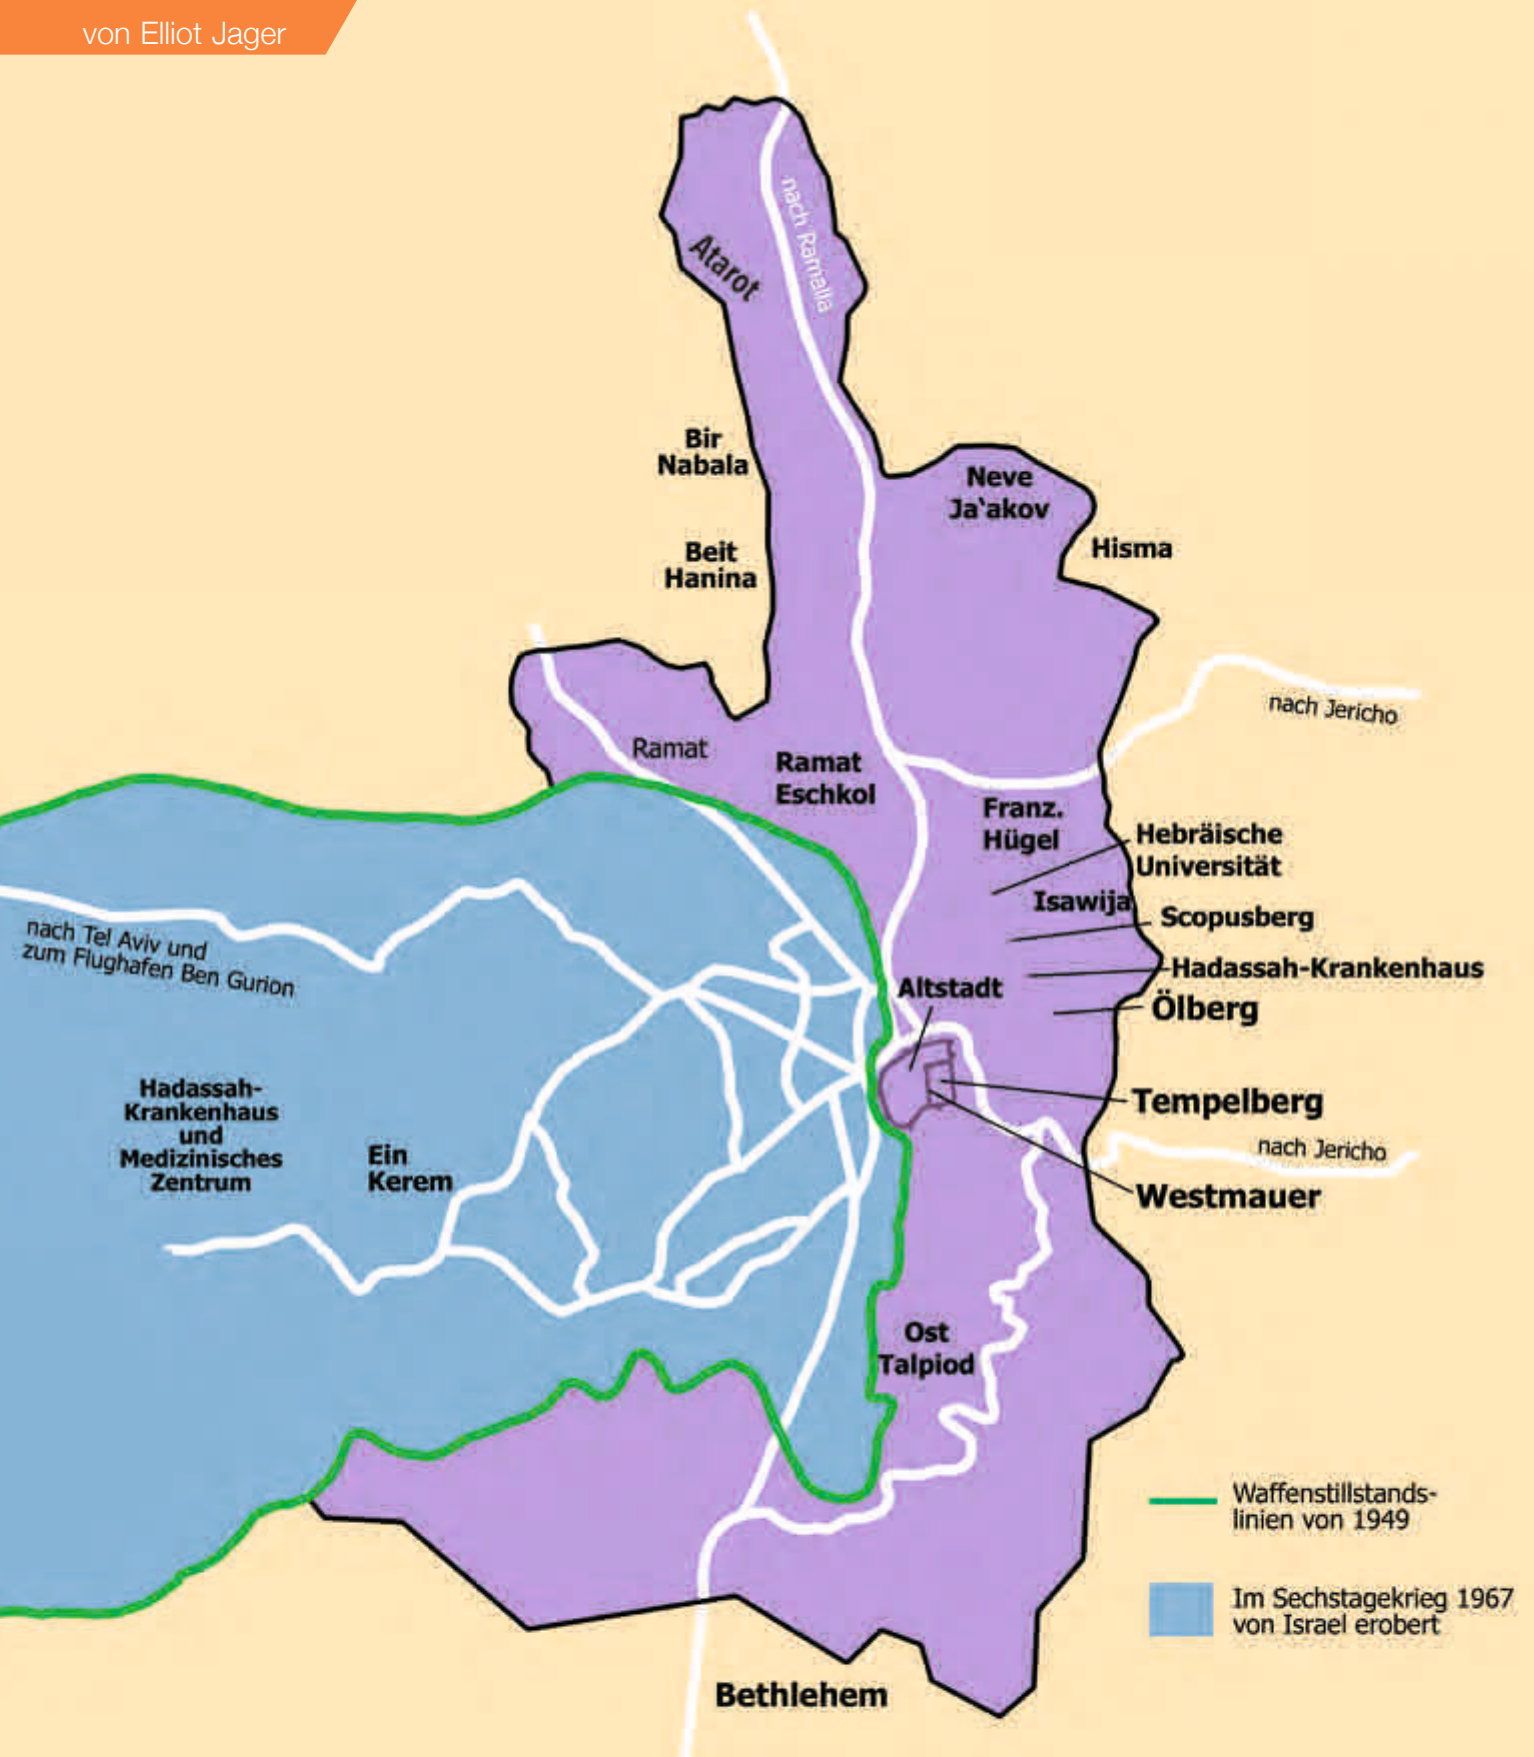 von Elliot Jager
nach Ramalla
Atarot
Bir
Nabala
Neve
Ja‘akov
Hisma
Beit
Hanina
nach Jericho
Ramat
Ramat
Eschkol
Franz.
Hügel
Hebräische
Universität
Isawija
Scopusberg
nach Tel Aviv und
zum Flughafen Ben Gurion
Hadassah-Krankenhaus
Altstadt
Ölberg
Hadassah-
Krankenhaus
und
Medizinisches
Zentrum
Ein
Kerem
Tempelberg
nach Jericho
Westmauer
Ost
Talpiod
Waffenstillstands-
linien von 1949
Im Sechstagekrieg 1967
von Israel erobert
Bethlehem